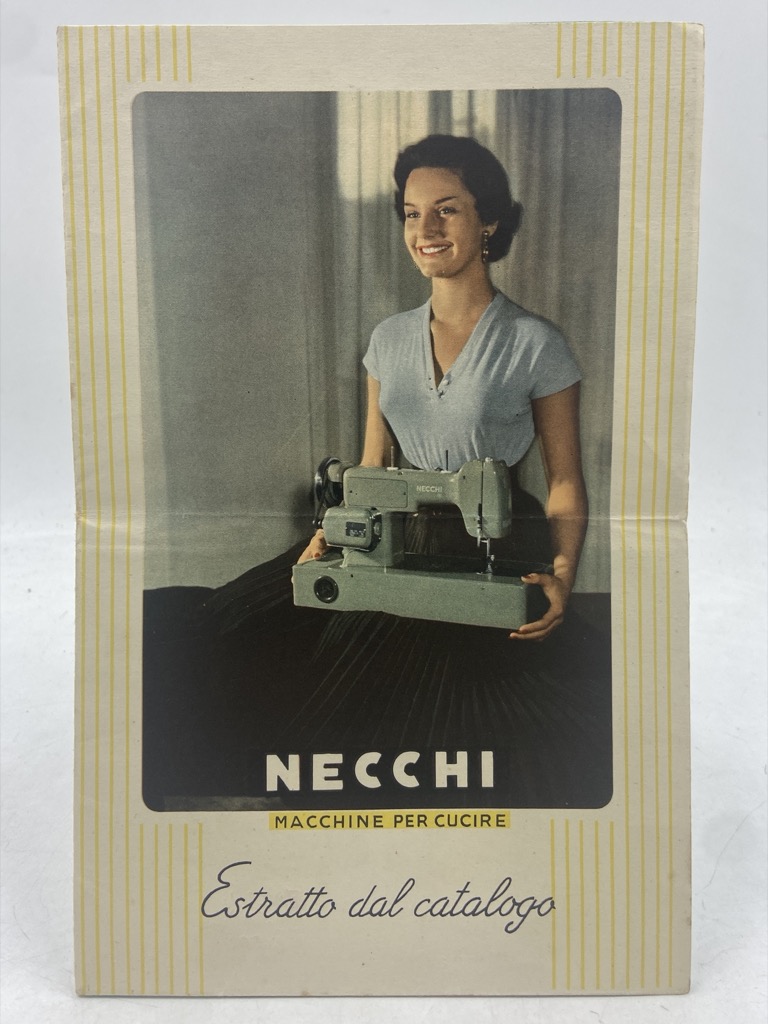 NECCHI
NECCHI
MACCHINE PER CUCIRE
Estratto dal catalogo